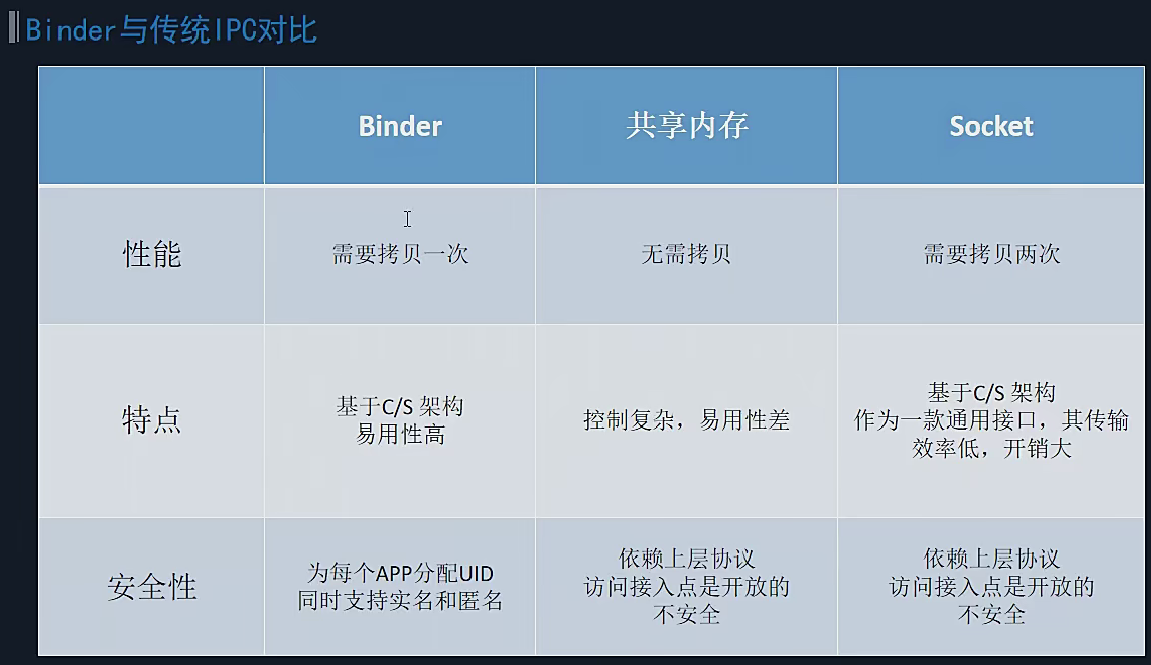 Binder与传统IPC对比
Binder
共享内存
Socket
性能
需要拷贝一次
无需拷贝
需要拷贝两次
特点
基于C/S 架构
易用性高
控制复杂，易用性差
基于C/S 架构
作为一款通用接口，其传输
效率低，开销大
安全性
为每个APP分配UID
同时支持实名和匿名
依赖上层协议
访问接入点是开放的
不安全
依赖上层协议
访问接入点是开放的
不安全